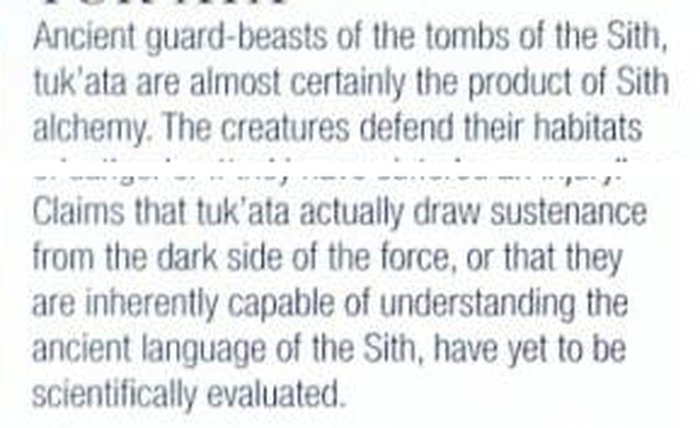 Ancient guard-beasts of the tombs of the Sith,
tuk'ata are almost certainly the product of Sith
alchemy. The creatures defend their habitats
Claims that tuk'ata actually draw sustenance
from the dark side of the force, or that they
are inherently capable of understanding the
ancient language of the Sith, have yet to be
scientifically evaluated.